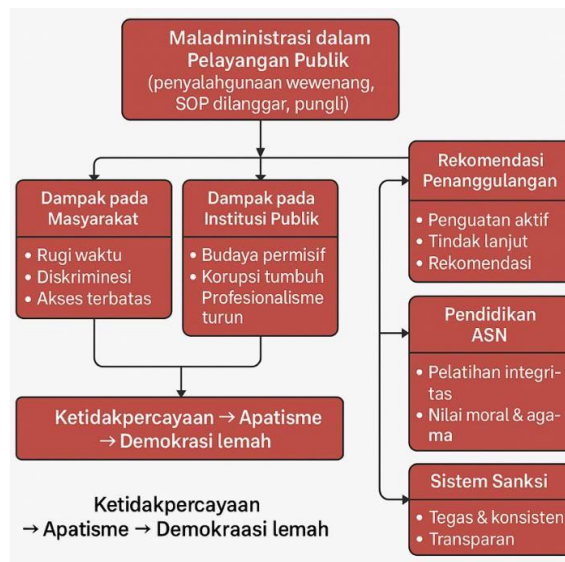 Maladministrasi dalam
Pelayangan Publik
(penyalahgunaan wewenang,
SOP dilanggar, pungli)
Dampak pada
Masyarakat
• Rugi waktu
• Diskriminesi
• Akses terbatas
Dampak pada
Institusi Publik
• Budaya permisif
• Korupsi tumbuh
Profesionalisme
turun
Rekomendasi
Penanggulangan
• Penguatan aktif
• Tindak lanjut
• Rekomendasi
Pendidikan
ASN
• Pelatihan integri-
tas
• Nilai moral & aga-
ma
Sistem Sanksi
• Tegas & konsisten
• Transparan
Ketidakpercayaan → Apatisme
→ Demokrasi lemah
Ketidakpercayaan
→ Apatisme → Demokraasi lemah